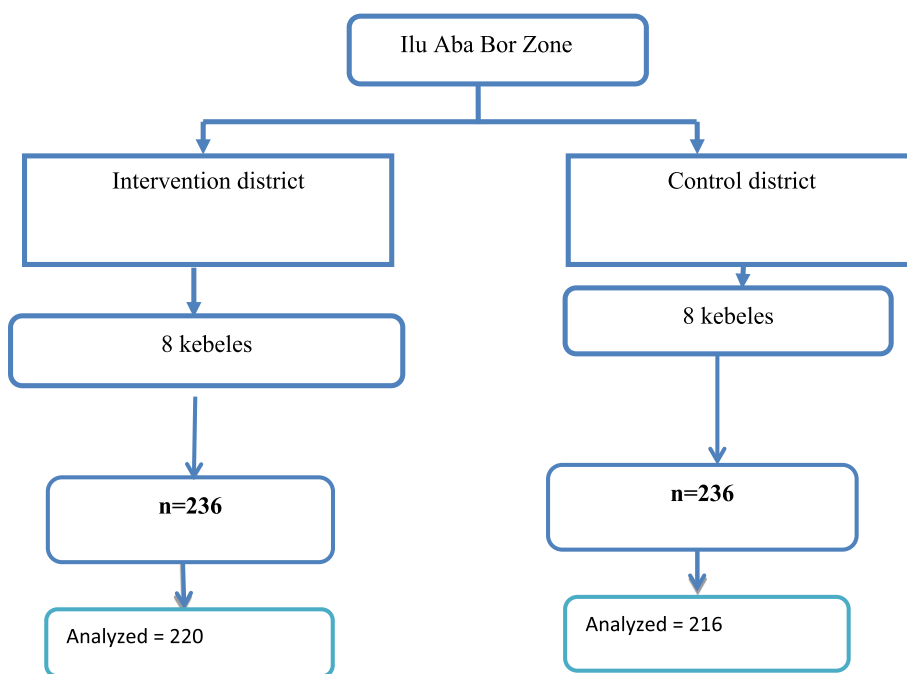 Ilu Aba Bor Zone
Intervention district
Control district
8 kebeles
8 kebeles
n=236
n=236
Analyzed = 220
Analyzed = 216